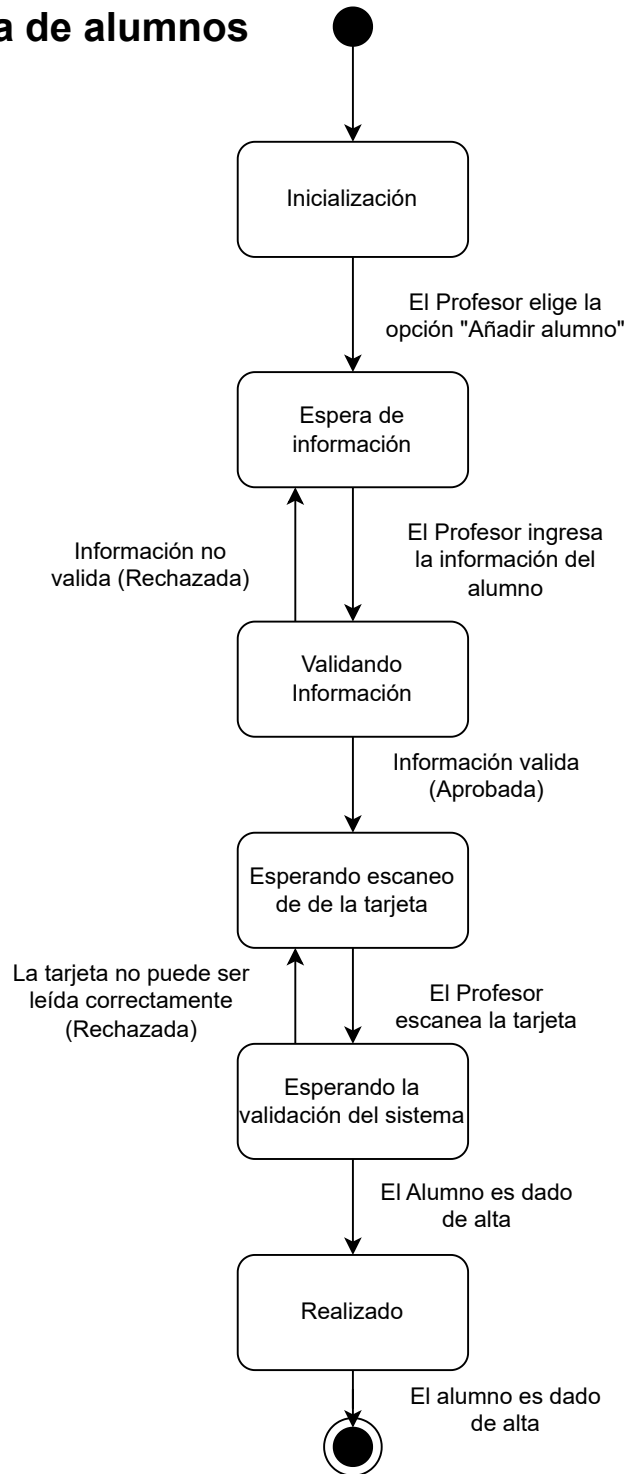 a de alumnos
Inicialización
El Profesor elige la
opción "Añadir alumno"
Espera de
información
Información no
valida (Rechazada)
El Profesor ingresa
la información del
alumno
Validando
Información
Información valida
(Aprobada)
Esperando escaneo
de de la tarjeta
La tarjeta no puede ser
leída correctamente
(Rechazada)
El Profesor
escanea la tarjeta
Esperando la
validación del sistema
El Alumno es dado
de alta
Realizado
El alumno es dado
de alta